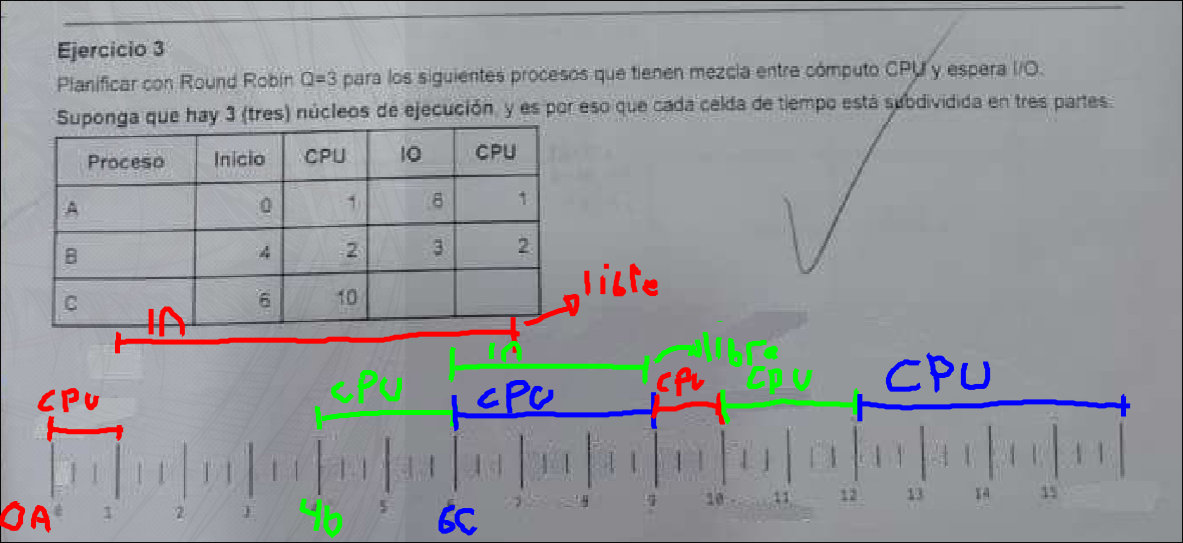 Ejercicio 3
Planificar con Round Robin Q=3 para los siguientes procesos que tienen mezcla entre cómputo CPU y espera I/O.
Suponga que hay 3 (tres) núcleos de ejecución, y es por eso que cada celda de tiempo está subdividida en tres partes.
Proceso Inicio CPU IO CPU
A 0 1 6 1
B 4 2 3 2
C 6 10
libre
IA
IA libre
CPU CPU CPU CPU CPU CPU
0 1 2 3 5 7 8 9 10 11 12 13 14 15
0A 4b 6C